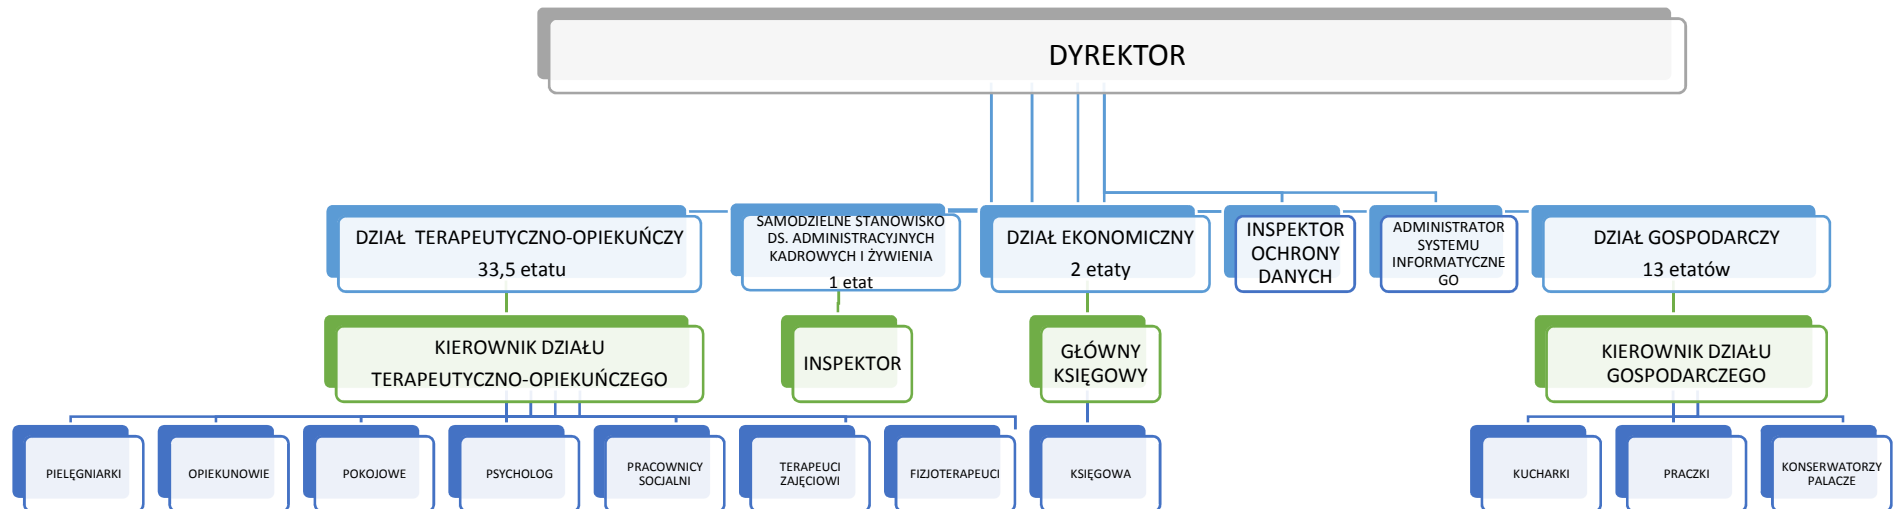 DYREKTOR
DZIAŁ TERAPEUTYCZNO-OPIEKUŃCZY
33,5 etatu
SAMODZIELNE STANOWISKO
DS. ADMINISTRACYJNYCH
KADROWYCH I ŻYWIENIA
1 etat
DZIAŁ EKONOMICZNY
2 etaty
INSPEKTOR
OCHRONY
DANYCH
ADMINISTRATOR
SYSTEMU
INFORMATYCZNE
GO
DZIAŁ GOSPODARCZY
13 etatów
KIEROWNIK DZIAŁU
TERAPEUTYCZNO-OPIEKUŃCZEGO
INSPEKTOR
GŁÓWNY
KSIĘGOWY
KIEROWNIK DZIAŁU
GOSPODARCZEGO
PIELĘGNIARKI
OPIEKUNOWIE
POKOJOWE
PSYCHOLOG
PRACOWNICY
SOCJALNI
TERAPEUCI
ZAJĘCIOWI
FIZJOTERAPEUCI
KSIĘGOWA
KUCHARKI
PRACZKI
KONSERWATORZY
PALACZE